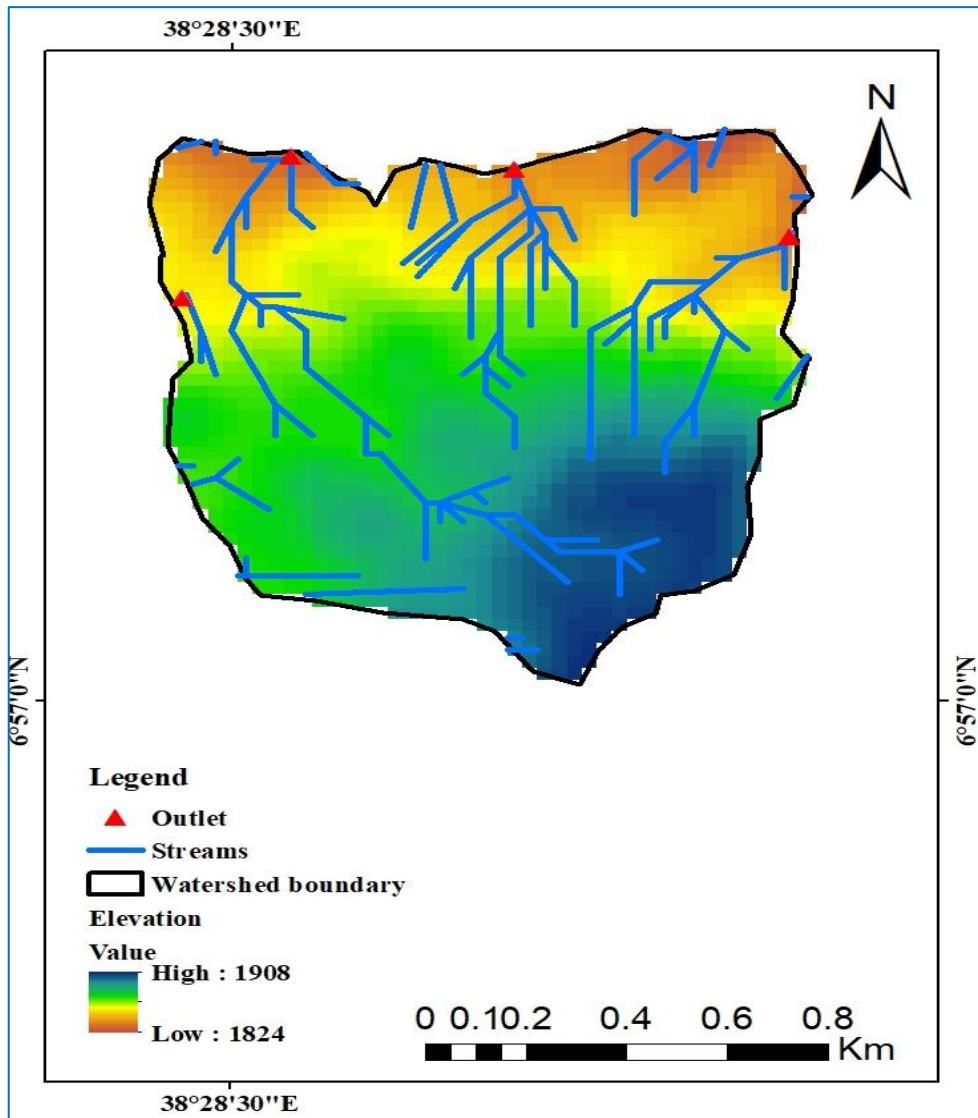 38°28'30"E
N
6°57'0"N
6°57'0"N
Legend
Outlet
Streams
Watershed boundary
Elevation
Value
High : 1908
Low : 1824
0 0.10.2 0.4 0.6 0.8
Km
38°28'30"E